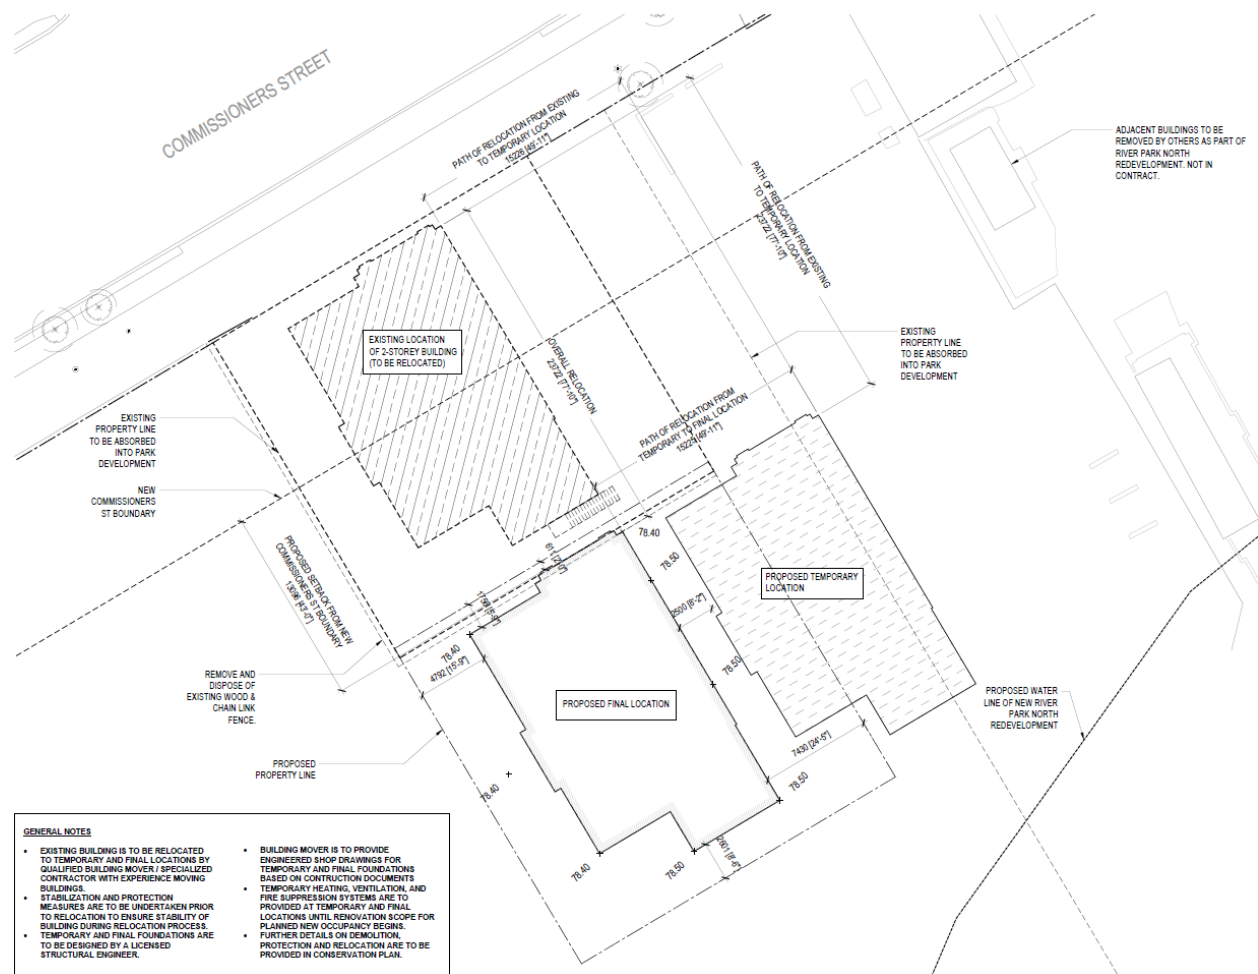 COMMISSIONERS STREET
PATH OF RELOCATION FROM EXISTING
TO TEMPORARY LOCATION
15226 [49'-11"]
PATH OF RELOCATION FROM EXISTING
TO TEMPORARY LOCATION
23722 [77'-10"]
ADJACENT BUILDINGS TO BE
REMOVED BY OTHERS AS PART OF
RIVER PARK NORTH
REDEVELOPMENT. NOT IN
CONTRACT.
EXISTING LOCATION
OF 2-STOREY BUILDING
(TO BE RELOCATED)
OVERALL RELOCATION
23722 [77'-10"]
EXISTING
PROPERTY LINE
TO BE ABSORBED
INTO PARK
DEVELOPMENT
PATH OF RELOCATION FROM
TEMPORARY TO FINAL LOCATION
15225 [49'-11"]
EXISTING
PROPERTY LINE
TO BE ABSORBED
INTO PARK
DEVELOPMENT
NEW
COMMISSIONERS
ST BOUNDARY
PROPOSED SETBACK FROM NEW
COMMISSIONERS ST BOUNDARY
13096 [43'-0"]
611 [2'-0"]
78.40
78.50
PROPOSED TEMPORARY
LOCATION
2500 [8'-2"]
78.40
4792 [15'-9"]
78.50
REMOVE AND
DISPOSE OF
EXISTING WOOD &
CHAIN LINK
FENCE.
PROPOSED FINAL LOCATION
PROPOSED WATER
LINE OF NEW RIVER
PARK NORTH
REDEVELOPMENT
7430 [24'-5"]
PROPOSED
PROPERTY LINE
78.40
78.50
78.40
78.50
2601 [8'-6"]
GENERAL NOTES
• EXISTING BUILDING IS TO BE RELOCATED
TO TEMPORARY AND FINAL LOCATIONS BY
QUALIFIED BUILDING MOVER / SPECIALIZED
CONTRACTOR WITH EXPERIENCE MOVING
BUILDINGS.
• STABILIZATION AND PROTECTION
MEASURES ARE TO BE UNDERTAKEN PRIOR
TO RELOCATION TO ENSURE STABILITY OF
BUILDING DURING RELOCATION PROCESS.
• TEMPORARY AND FINAL FOUNDATIONS ARE
TO BE DESIGNED BY A LICENSED
STRUCTURAL ENGINEER.
• BUILDING MOVER IS TO PROVIDE
ENGINEERED SHOP DRAWINGS FOR
TEMPORARY AND FINAL FOUNDATIONS
BASED ON CONTRUCTION DOCUMENTS
• TEMPORARY HEATING, VENTILATION, AND
FIRE SUPPRESSION SYSTEMS ARE TO
PROVIDED AT TEMPORARY AND FINAL
LOCATIONS UNTIL RENOVATION SCOPE FOR
PLANNED NEW OCCUPANCY BEGINS.
• FURTHER DETAILS ON DEMOLITION,
PROTECTION AND RELOCATION ARE TO BE
PROVIDED IN CONSERVATION PLAN.